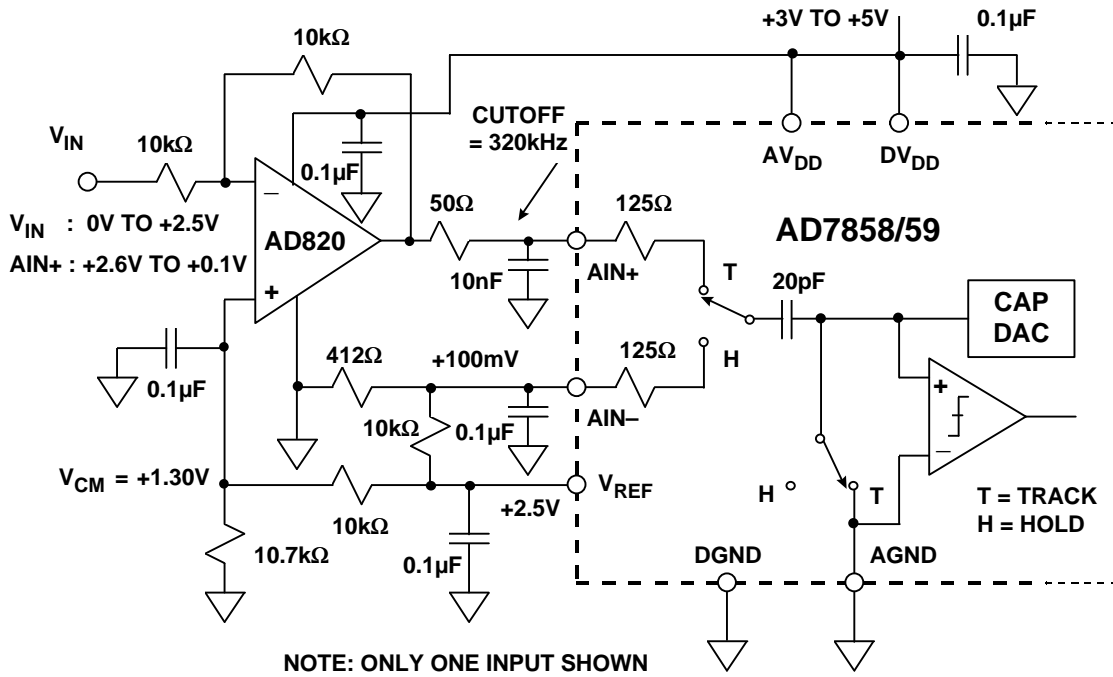 +3V TO +5V
0.1µF
10kΩ
CUTOFF
= 320kHz
V_IN
10kΩ
0.1µF
AV_DD
DV_DD
V_IN : 0V TO +2.5V
AIN+ : +2.6V TO +0.1V
–
AD820
+
50Ω
10nF
125Ω
AIN+
AD7858/59
T
20pF
CAP
DAC
H
0.1µF
412Ω
+100mV
125Ω
AIN–
10kΩ
0.1µF
+
–
V_CM = +1.30V
10kΩ
+2.5V
V_REF
H
T
T = TRACK
H = HOLD
10.7kΩ
0.1µF
DGND
AGND
NOTE: ONLY ONE INPUT SHOWN